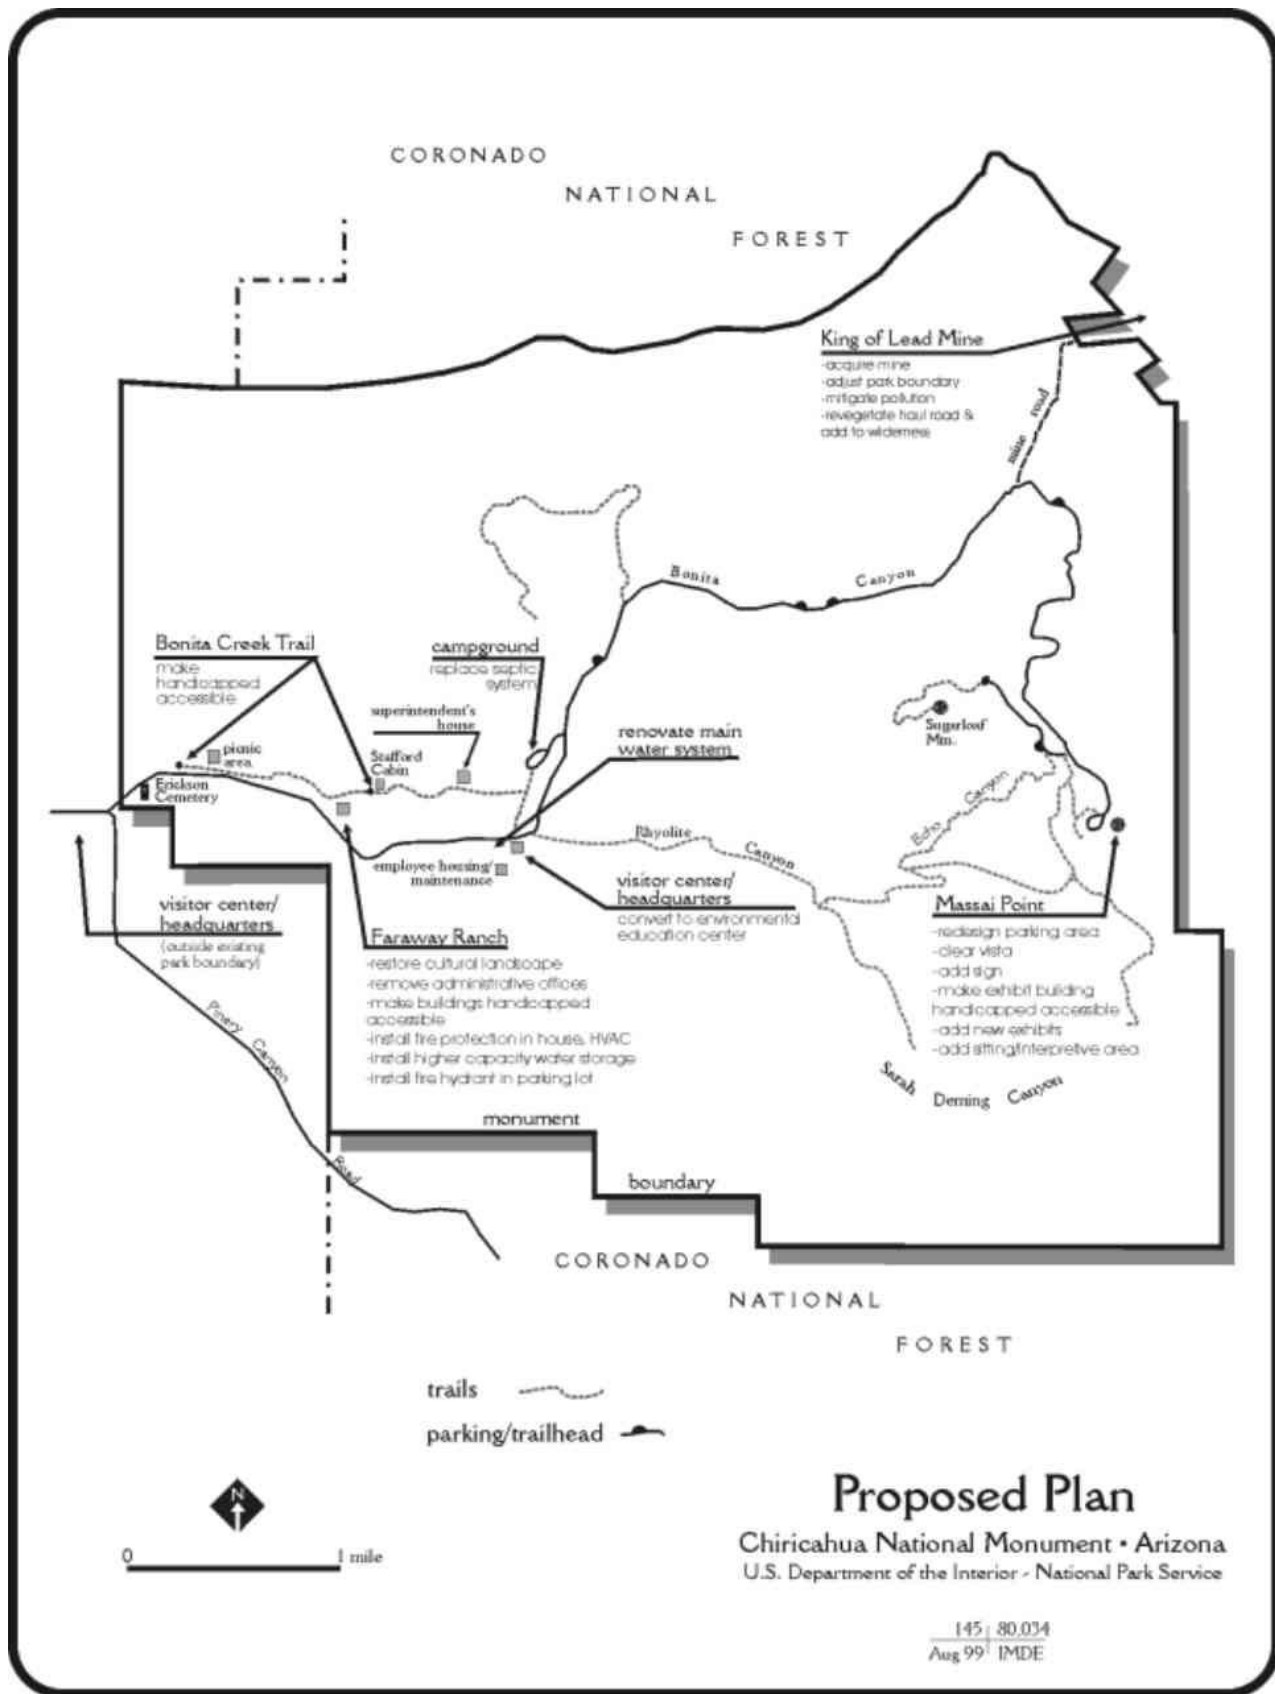 CORONADO
NATIONAL
FOREST
King of Lead Mine
-acquire mine
-adjust park boundary
-mitigate pollution
-revegetate haul road &
add to wilderness
mine road
Bonita Canyon
Bonita Creek Trail
make
handicapped
accessible
campground
replace septic
system
superintendent's
house
renovate main
water system
picnic
area
Stafford
Cabin
Erickson
Cemetery
Sugarloaf
Mtn.
Echo Canyon
Rhyolite Canyon
employee housing/
maintenance
visitor center/
headquarters
convert to environmental
education center
visitor center/
headquarters
(outside existing
park boundary)
Faraway Ranch
-restore cultural landscape
-remove administrative offices
-make buildings handicapped
accessible
-install fire protection in house, HVAC
-install higher capacity water storage
-install fire hydrant in parking lot
Massai Point
-redesign parking area
-clear vista
-add sign
-make exhibit building
handicapped accessible
-add new exhibits
-add sitting/interpretive area
Pinery Canyon Road
Sarah Deming Canyon
monument
boundary
CORONADO
NATIONAL
FOREST
trails
parking/trailhead
N
0 1 mile
Proposed Plan
Chiricahua National Monument • Arizona
U.S. Department of the Interior - National Park Service
145 | 80,034
Aug 99 | IMDE